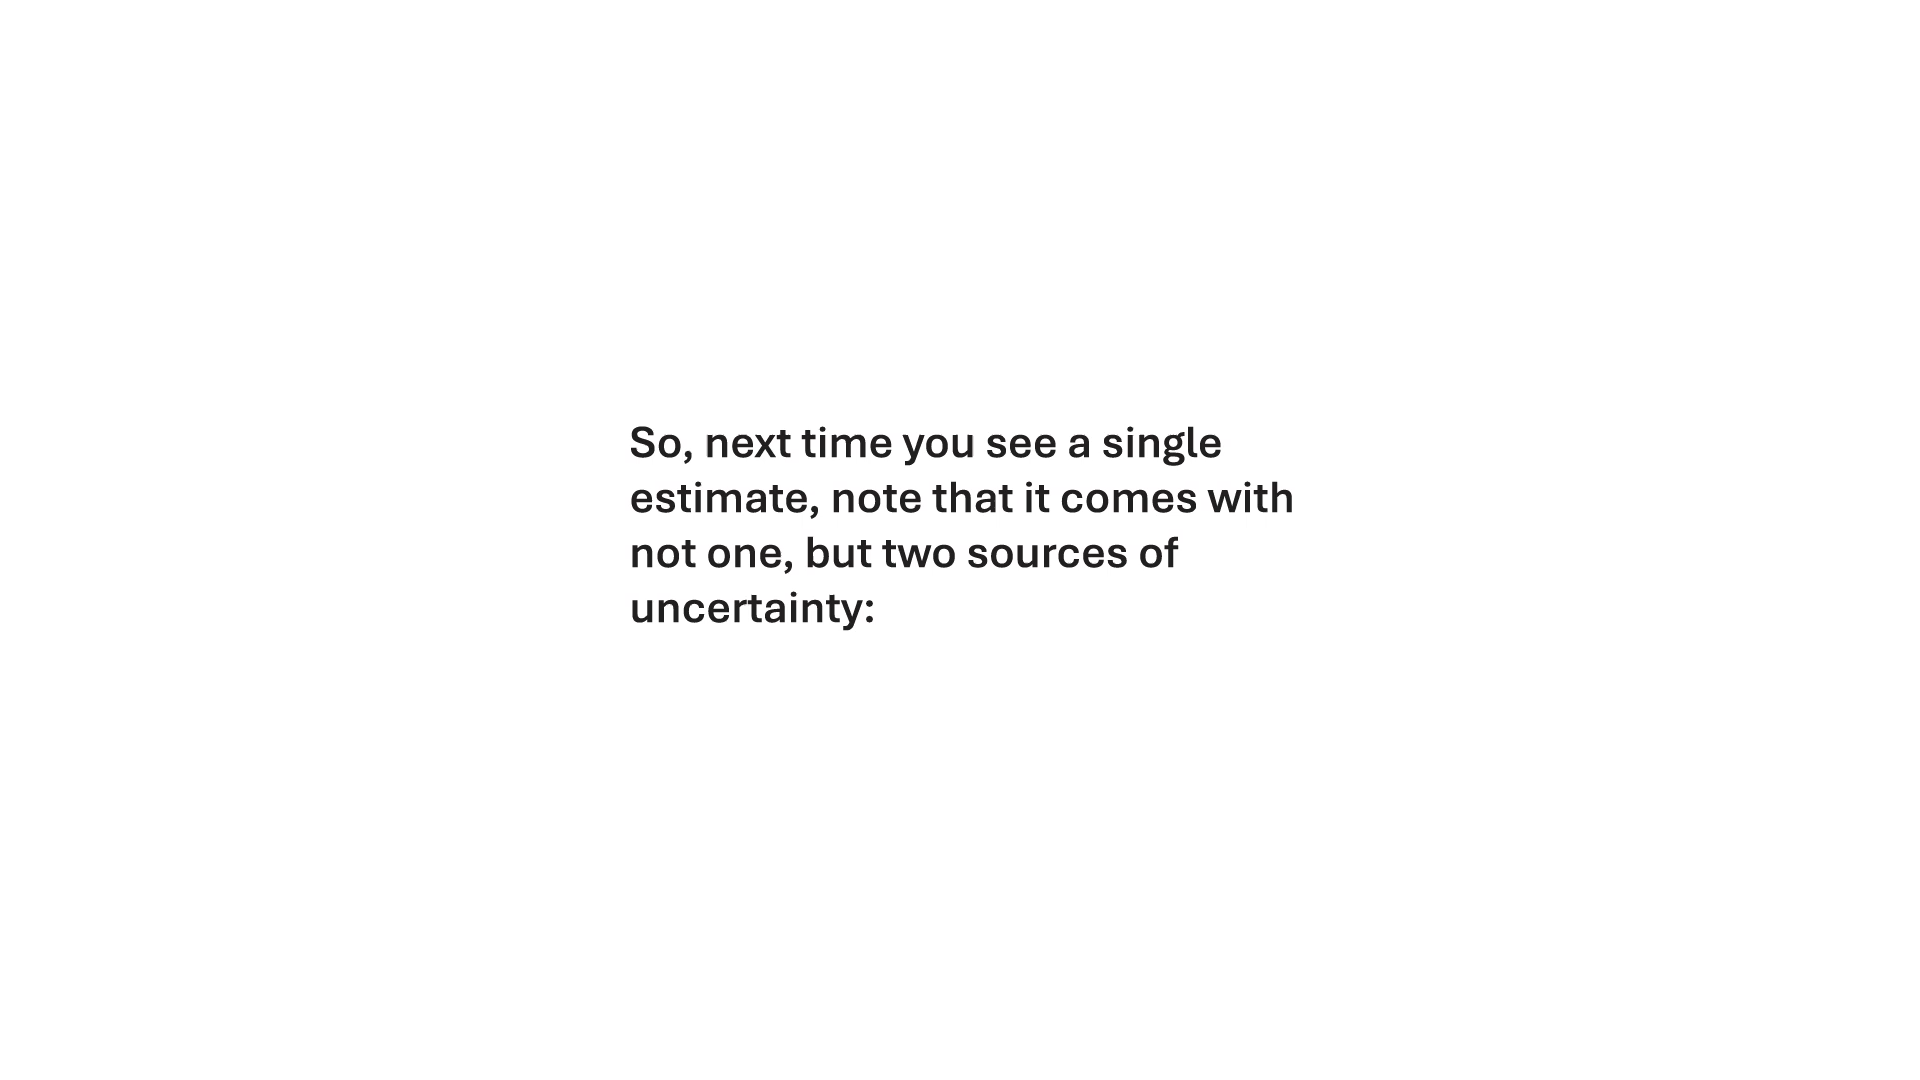 So, next time you see a single
estimate, note that it comes with
not one, but two sources of
uncertainty: